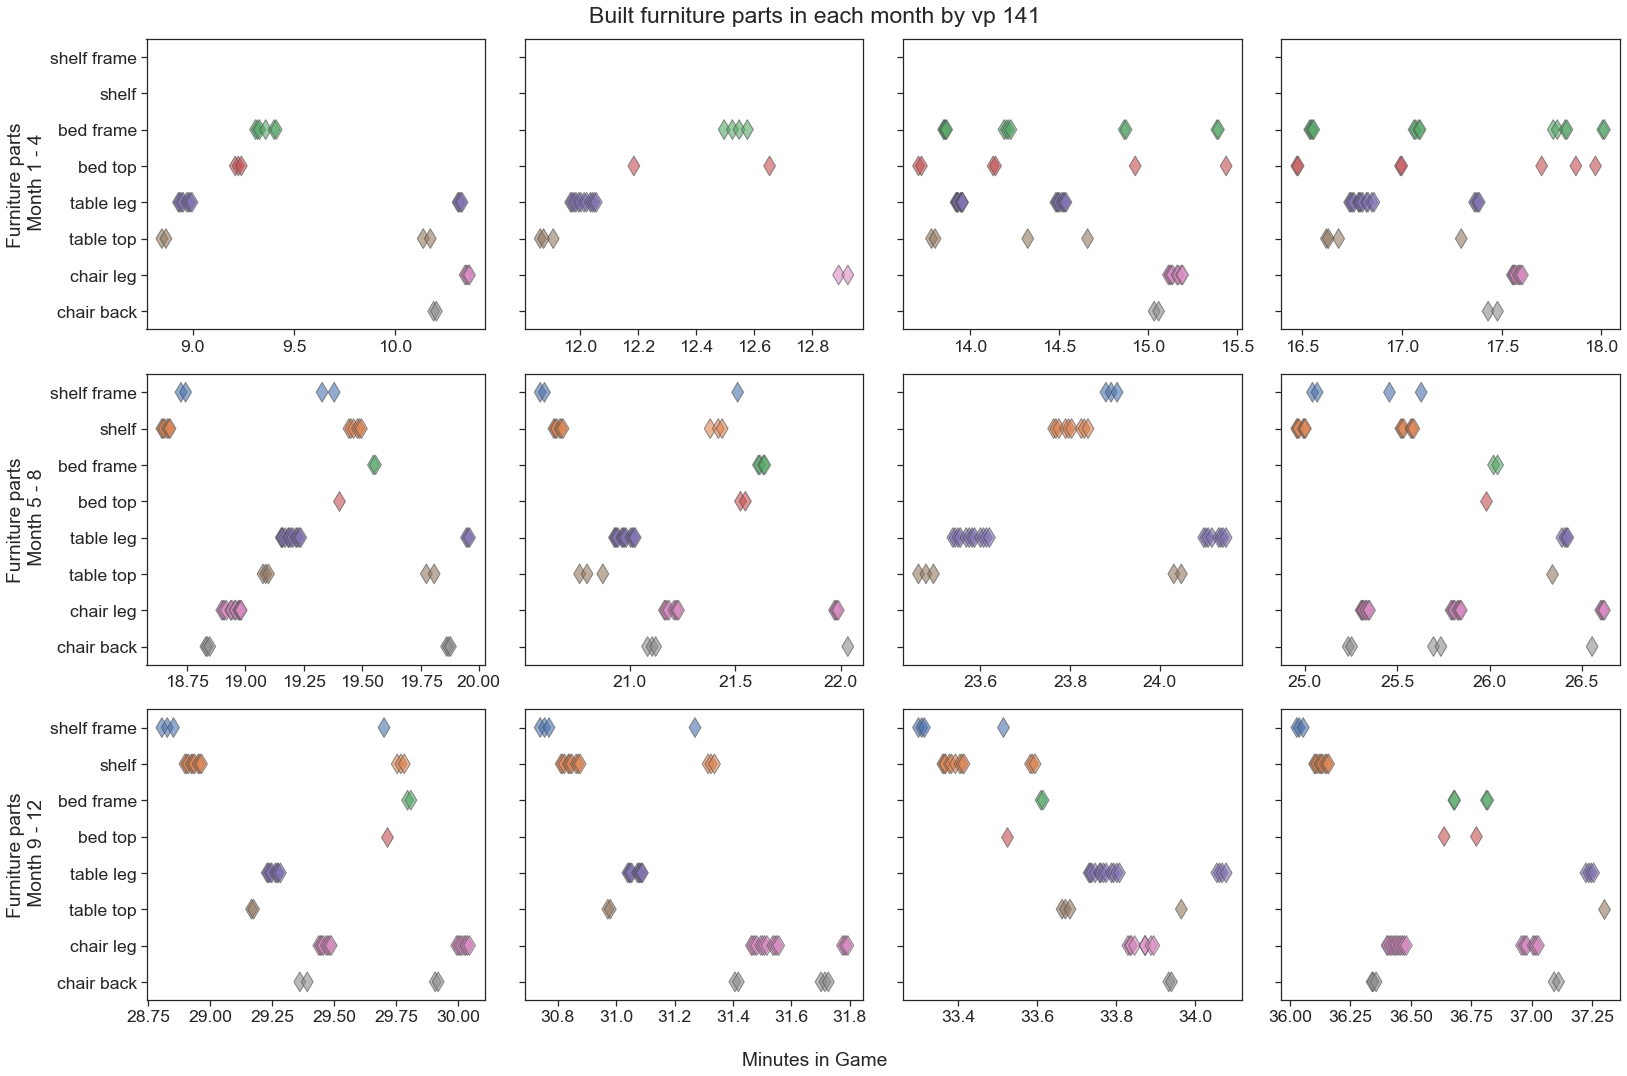 Built furniture parts in each month by vp 141
Furniture parts
Month 1 - 4
shelf frame
shelf
bed frame
bed top
table leg
table top
chair leg
chair back
9.0 9.5 10.0
12.0 12.2 12.4 12.6 12.8
14.0 14.5 15.0 15.5
16.5 17.0 17.5 18.0
Furniture parts
Month 5 - 8
shelf frame
shelf
bed frame
bed top
table leg
table top
chair leg
chair back
18.75 19.00 19.25 19.50 19.75 20.00
21.0 21.5 22.0
23.6 23.8 24.0
25.0 25.5 26.0 26.5
Furniture parts
Month 9 - 12
shelf frame
shelf
bed frame
bed top
table leg
table top
chair leg
chair back
28.75 29.00 29.25 29.50 29.75 30.00
30.8 31.0 31.2 31.4 31.6 31.8
33.4 33.6 33.8 34.0
36.00 36.25 36.50 36.75 37.00 37.25
Minutes in Game